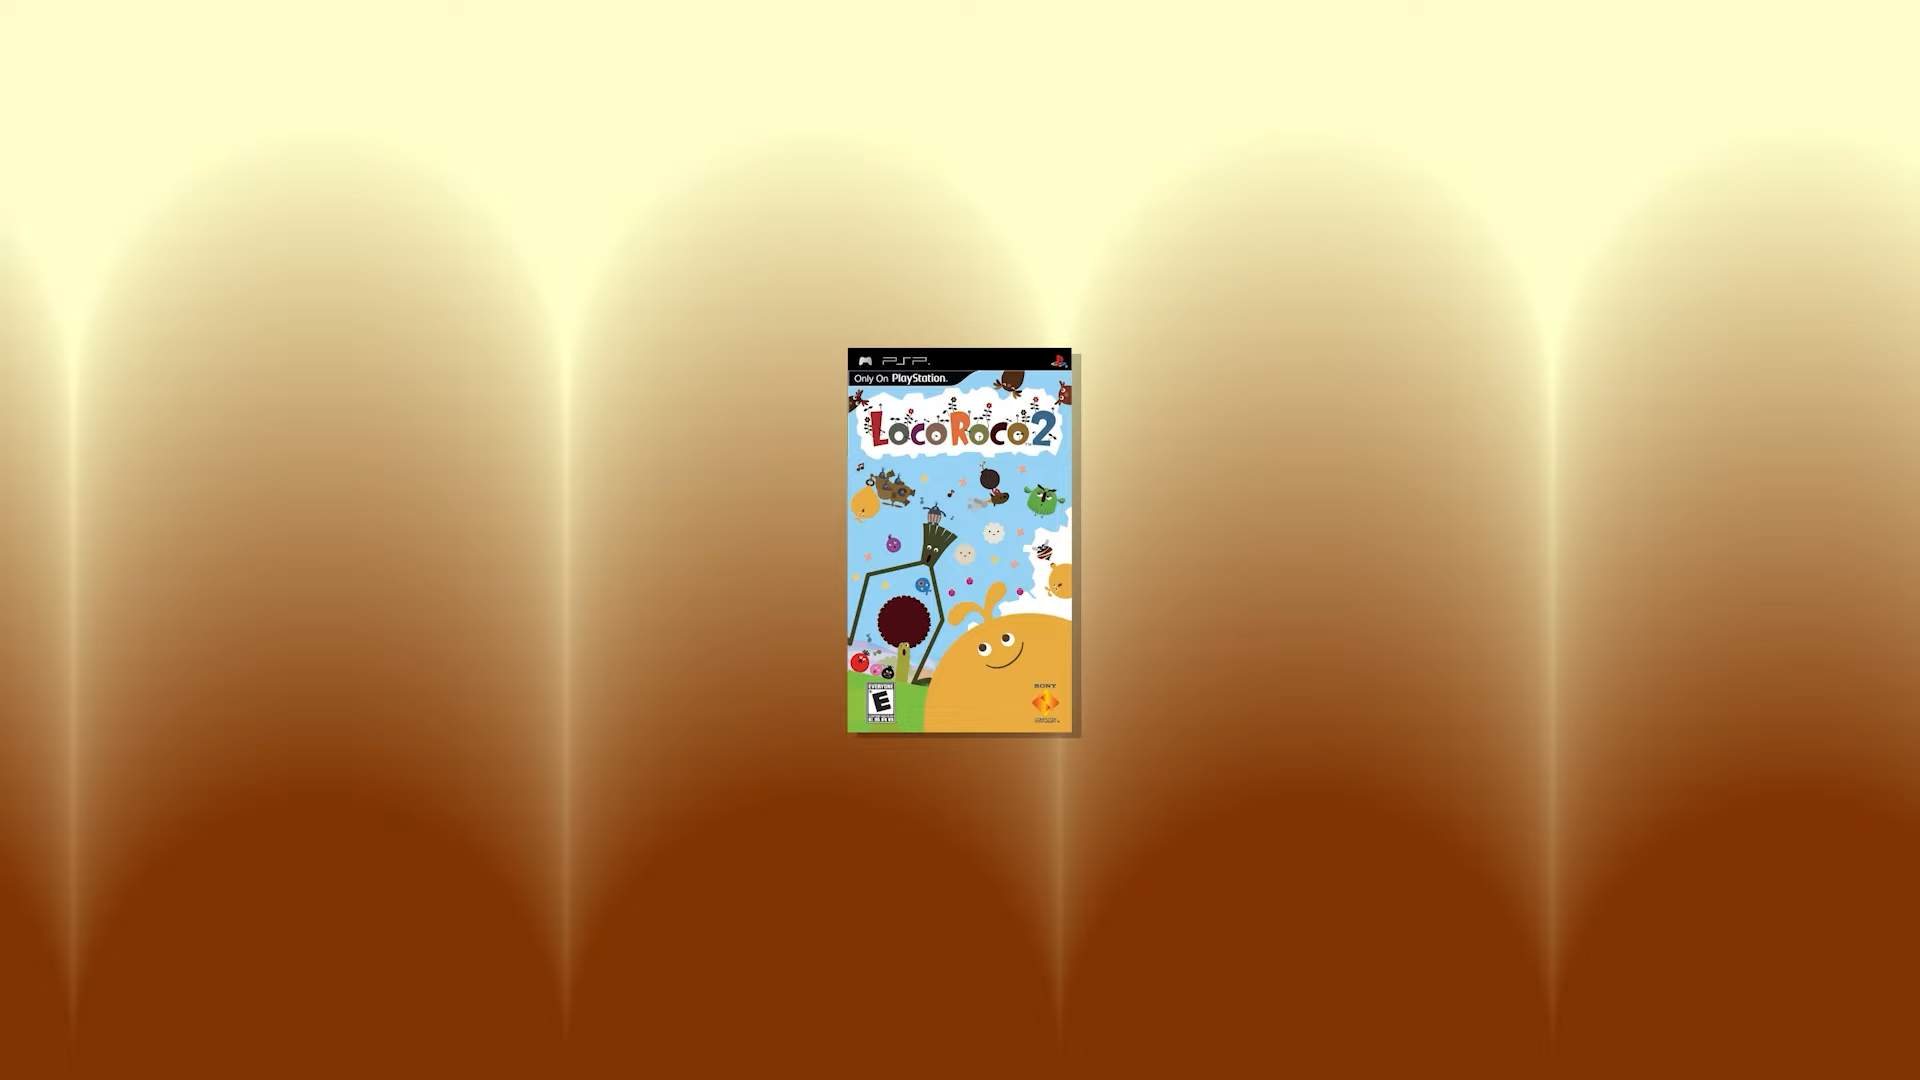 PSP.
Only On PlayStation.
LocoRoco 2
EVERYONE
E
SONY